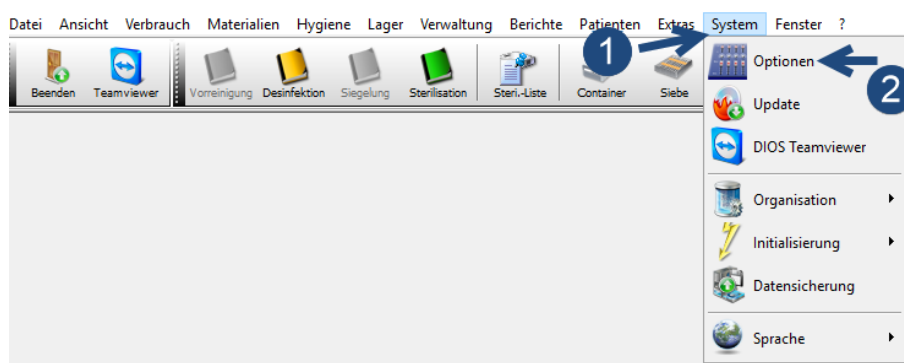 Datei Ansicht Verbrauch Materialien Hygiene Lager Verwaltung Berichte Patienten Extras System Fenster ?
1
Beenden Teamviewer Vorreinigung Desinfektion Siegelung Sterilisation Steri.-Liste Container Siebe
Optionen
2
Update
DIOS Teamviewer
Organisation
Initialisierung
Datensicherung
Sprache